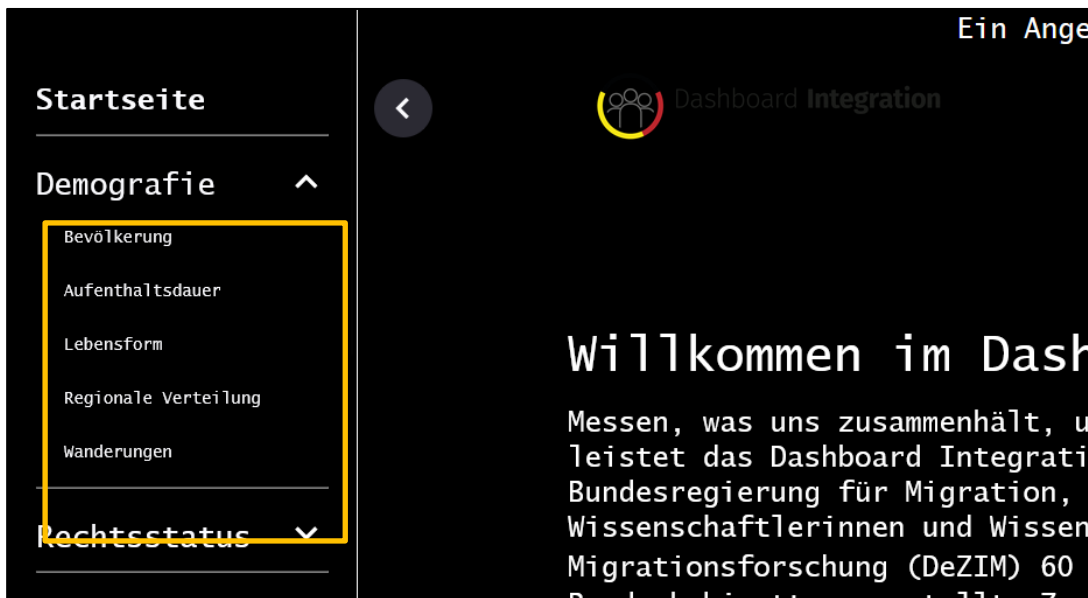 Ein Ange
Startseite
Dashboard Integration
Demografie
Bevölkerung
Aufenthaltsdauer
Lebensform
Regionale Verteilung
Wanderungen
Rechtsstatus
Willkommen im Dash
Messen, was uns zusammenhält, u
leistet das Dashboard Integrati
Bundesregierung für Migration,
Wissenschaftlerinnen und Wissen
Migrationsforschung (DeZIM) 60